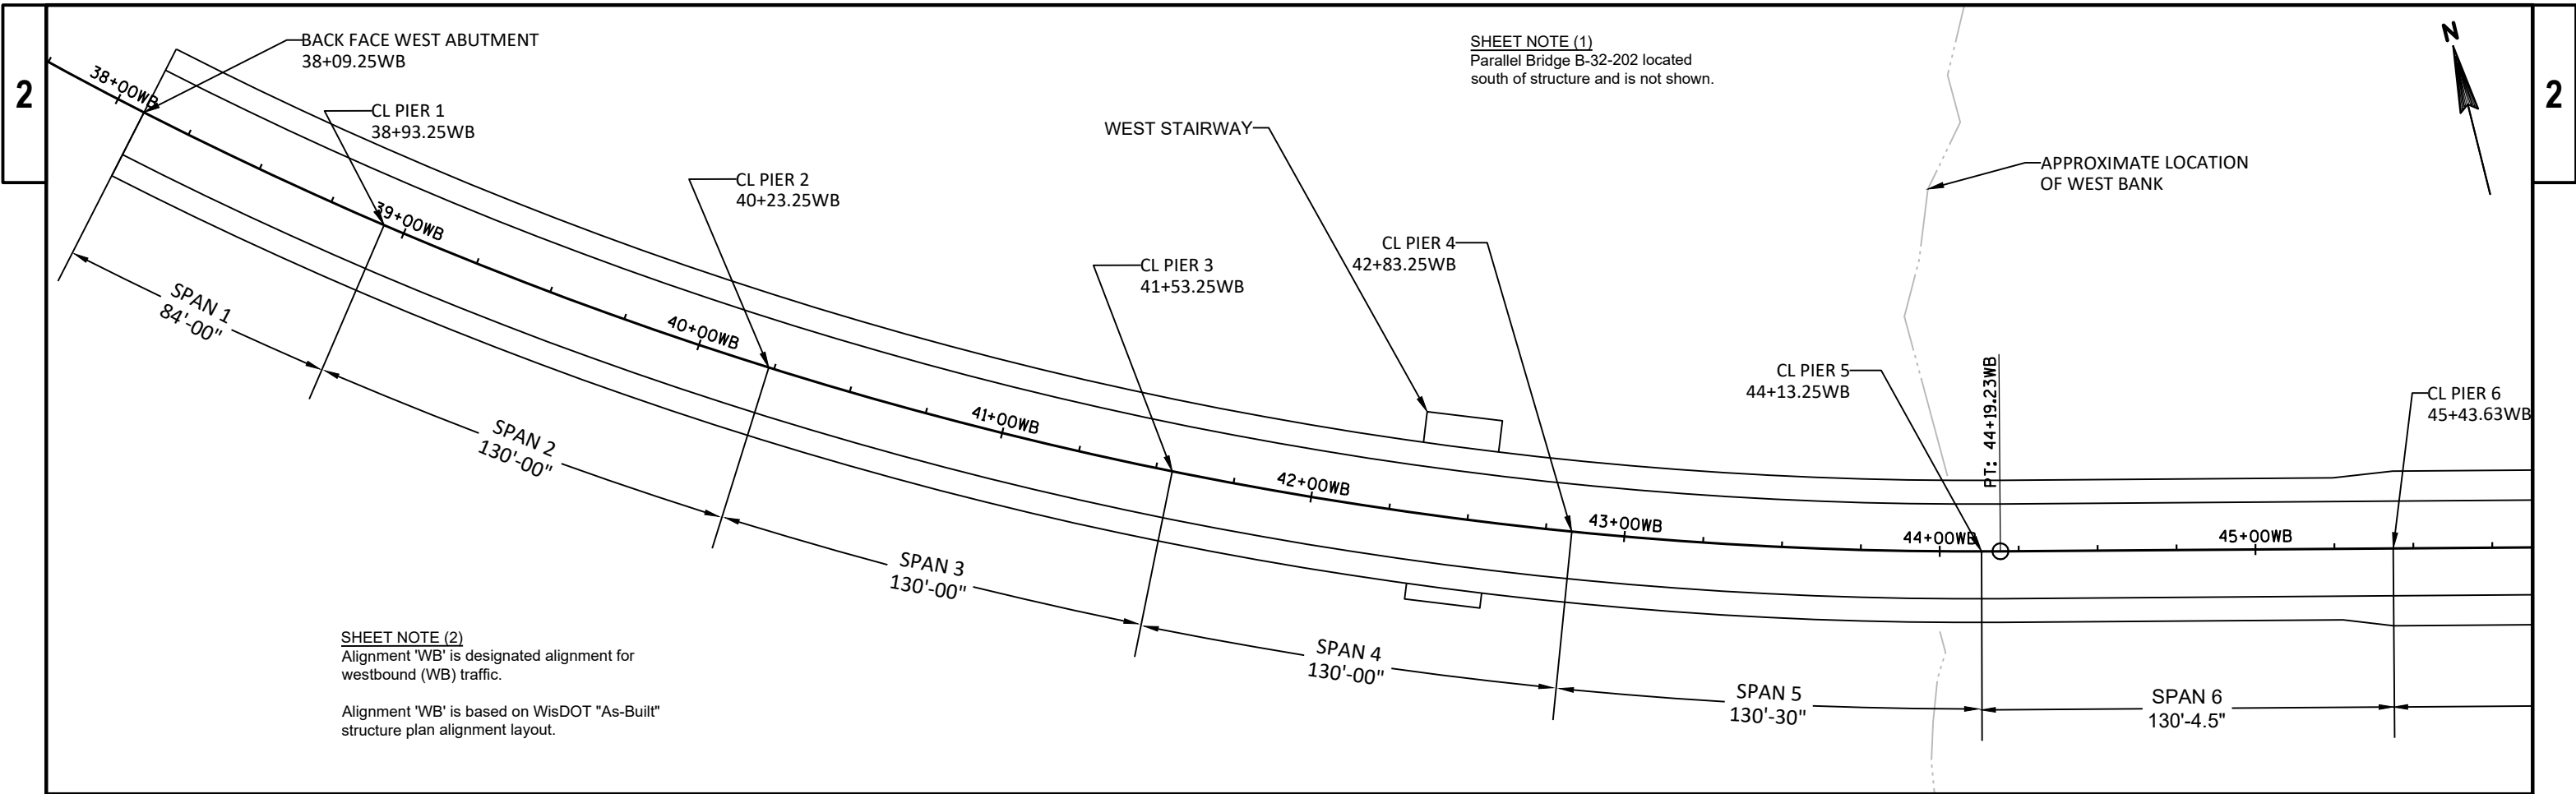 2
BACK FACE WEST ABUTMENT
38+09.25WB
38+00WB
CL PIER 1
38+93.25WB
39+00WB
CL PIER 2
40+23.25WB
40+00WB
SHEET NOTE (1)
Parallel Bridge B-32-202 located
south of structure and is not shown.
WEST STAIRWAY
CL PIER 3
41+53.25WB
41+00WB
CL PIER 4
42+83.25WB
42+00WB
43+00WB
APPROXIMATE LOCATION
OF WEST BANK
N
2
CL PIER 5
44+13.25WB
PT: 44+19.23WB
44+00WB
45+00WB
CL PIER 6
45+43.63WB
SPAN 1
84'-00"
SPAN 2
130'-00"
SPAN 3
130'-00"
SPAN 4
130'-00"
SPAN 5
130'-30"
SPAN 6
130'-4.5"
SHEET NOTE (2)
Alignment 'WB' is designated alignment for
westbound (WB) traffic.
Alignment 'WB' is based on WisDOT "As-Built"
structure plan alignment layout.